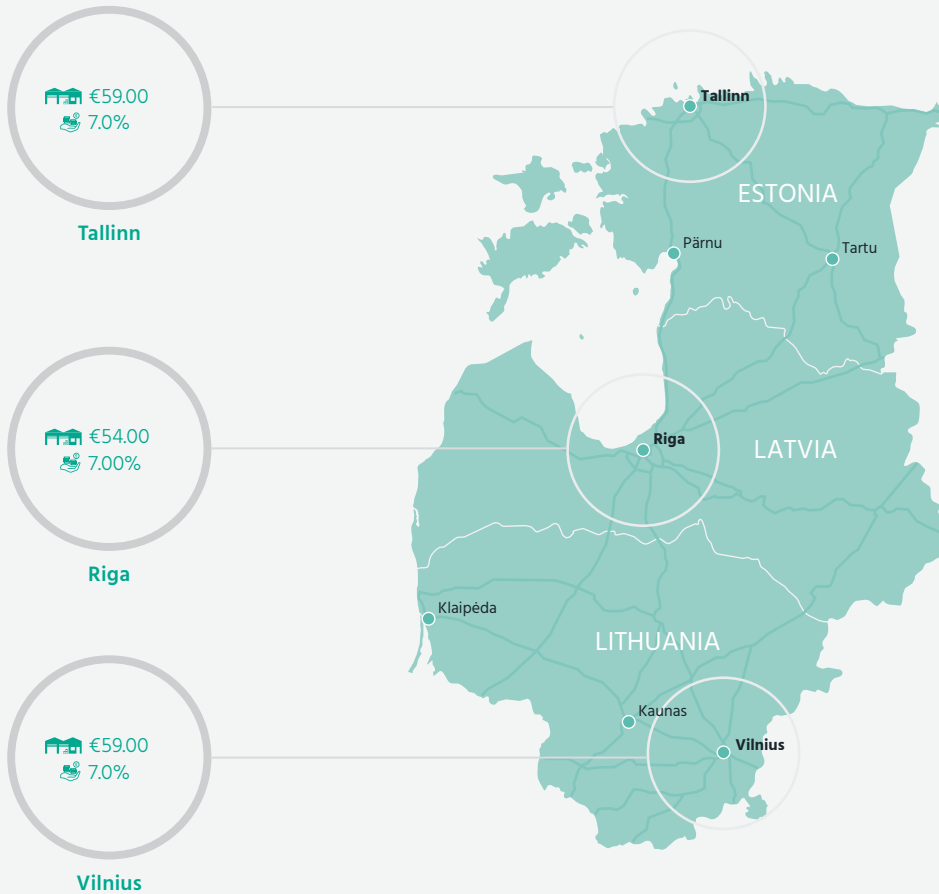 €59.00
7.0%
Tallinn
€54.00
7.00%
Riga
€59.00
7.0%
Vilnius
Tallinn
ESTONIA
Pärnu
Tartu
Riga
LATVIA
Klaipėda
LITHUANIA
Kaunas
Vilnius